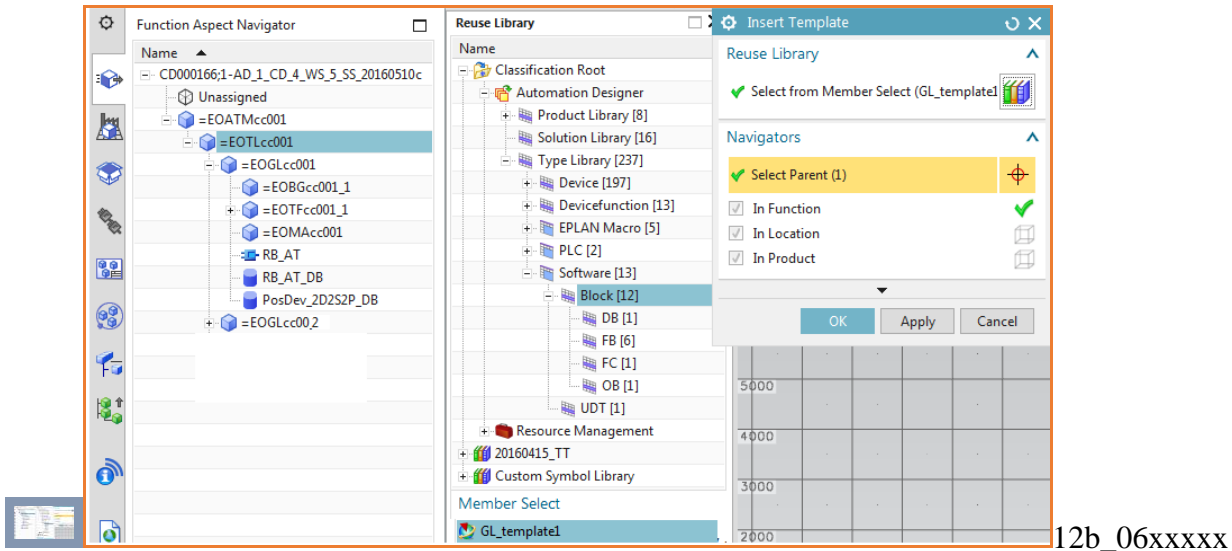 Function Aspect Navigator
Name
CD000166;1-AD_1_CD_4_WS_5_SS_20160510c
Unassigned
=EOATMcc001
=EOTLcc001
=EOGLcc001
=EOBGcc001_1
=EOTFcc001_1
=EOMAcc001
RB_AT
RB_AT_DB
PosDev_2D2S2P_DB
=EOGLcc00,2
Reuse Library
Name
Classification Root
Automation Designer
Product Library [8]
Solution Library [16]
Type Library [237]
Device [197]
Devicefunction [13]
EPLAN Macro [5]
PLC [2]
Software [13]
Block [12]
DB [1]
FB [6]
FC [1]
OB [1]
UDT [1]
Resource Management
20160415_TT
Custom Symbol Library
Member Select
GL_template1
Insert Template
Reuse Library
Select from Member Select (GL_template1
Navigators
Select Parent (1)
In Function
In Location
In Product
OK Apply Cancel
5000
4000
3000
2000
12b_06xxxxx